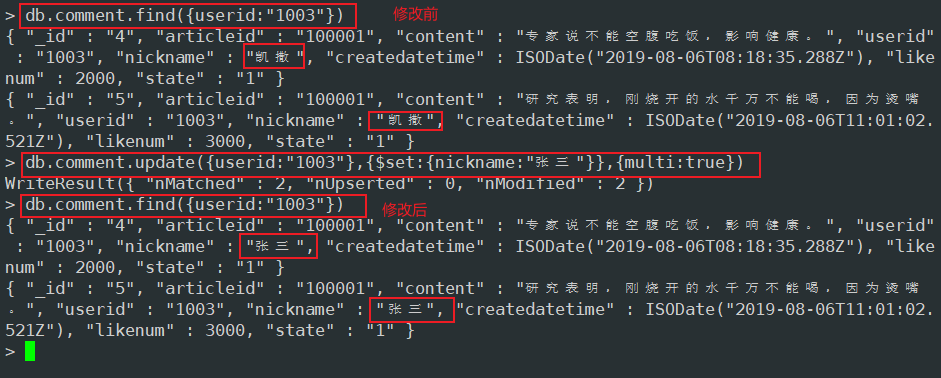 > db.comment.find({userid:"1003"}) 修改前
{ "_id" : "4", "articleid" : "100001", "content" : "专家说不能空腹吃饭，影响健康。", "userid"
 : "1003", "nickname" : "凯撒", "createdatetime" : ISODate("2019-08-06T08:18:35.288Z"), "like
num" : 2000, "state" : "1" }
{ "_id" : "5", "articleid" : "100001", "content" : "研究表明，刚烧开的水千万不能喝，因为烫嘴
。", "userid" : "1003", "nickname" : "凯撒", "createdatetime" : ISODate("2019-08-06T11:01:02.
521Z"), "likenum" : 3000, "state" : "1" }
> db.comment.update({userid:"1003"},{$set:{nickname:"张三"}},{multi:true})
WriteResult({ "nMatched" : 2, "nUpserted" : 0, "nModified" : 2 })
> db.comment.find({userid:"1003"}) 修改后
{ "_id" : "4", "articleid" : "100001", "content" : "专家说不能空腹吃饭，影响健康。", "userid"
 : "1003", "nickname" : "张三", "createdatetime" : ISODate("2019-08-06T08:18:35.288Z"), "like
num" : 2000, "state" : "1" }
{ "_id" : "5", "articleid" : "100001", "content" : "研究表明，刚烧开的水千万不能喝，因为烫嘴
。", "userid" : "1003", "nickname" : "张三", "createdatetime" : ISODate("2019-08-06T11:01:02.
521Z"), "likenum" : 3000, "state" : "1" }
>